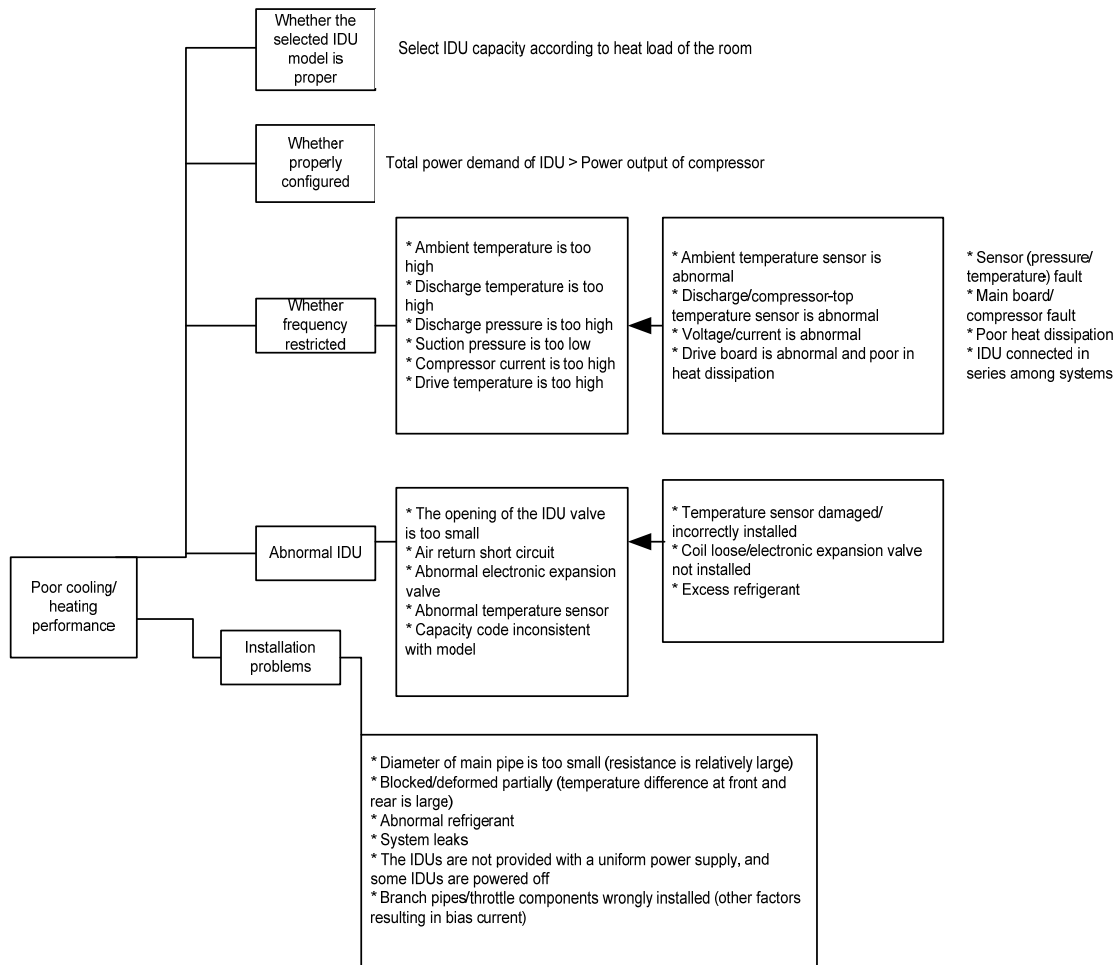 Whether the
selected IDU
model is
proper
Select IDU capacity according to heat load of the room
Whether
properly
configured
Total power demand of IDU > Power output of compressor
Whether
frequency
restricted
* Ambient temperature is too
high
* Discharge temperature is too
high
* Discharge pressure is too high
* Suction pressure is too low
* Compressor current is too high
* Drive temperature is too high
* Ambient temperature sensor is
abnormal
* Discharge/compressor-top
temperature sensor is abnormal
* Voltage/current is abnormal
* Drive board is abnormal and poor in
heat dissipation
* Sensor (pressure/
temperature) fault
* Main board/
compressor fault
* Poor heat dissipation
* IDU connected in
series among systems
Abnormal IDU
* The opening of the IDU valve
is too small
* Air return short circuit
* Abnormal electronic expansion
valve
* Abnormal temperature sensor
* Capacity code inconsistent
with model
* Temperature sensor damaged/
incorrectly installed
* Coil loose/electronic expansion valve
not installed
* Excess refrigerant
Poor cooling/
heating
performance
Installation
problems
* Diameter of main pipe is too small (resistance is relatively large)
* Blocked/deformed partially (temperature difference at front and
rear is large)
* Abnormal refrigerant
* System leaks
* The IDUs are not provided with a uniform power supply, and
some IDUs are powered off
* Branch pipes/throttle components wrongly installed (other factors
resulting in bias current)